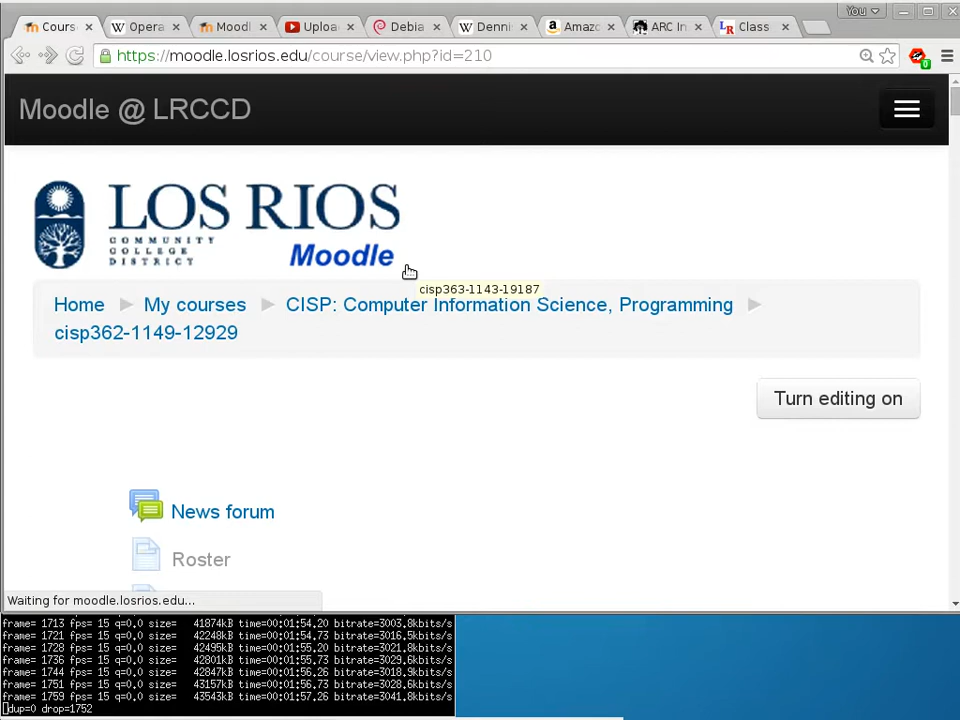 You
Cours
Opera
Moodl
Uploa
Debia
Dennis
Amazo
ARC In
Class
https://moodle.losrios.edu/course/view.php?id=210
0
Moodle @ LRCCD
LOS RIOS
COMMUNITY
COLLEGE
DISTRICT
Moodle
cisp363-1143-19187
Home
My courses
CISP: Computer Information Science, Programming
cisp362-1149-12929
Turn editing on
News forum
Roster
Waiting for moodle.losrios.edu...
frame= 1713 fps= 15 q=0.0 size= 41874kB time=00:01:54.20 bitrate=3003.8kbits/s
frame= 1721 fps= 15 q=0.0 size= 42248kB time=00:01:54.73 bitrate=3016.5kbits/s
frame= 1728 fps= 15 q=0.0 size= 42495kB time=00:01:55.20 bitrate=3021.8kbits/s
frame= 1736 fps= 15 q=0.0 size= 42801kB time=00:01:55.73 bitrate=3029.6kbits/s
frame= 1744 fps= 15 q=0.0 size= 42847kB time=00:01:56.26 bitrate=3018.9kbits/s
frame= 1751 fps= 15 q=0.0 size= 43157kB time=00:01:56.73 bitrate=3028.6kbits/s
frame= 1759 fps= 15 q=0.0 size= 43543kB time=00:01:57.26 bitrate=3041.8kbits/s
dup=0 drop=1752